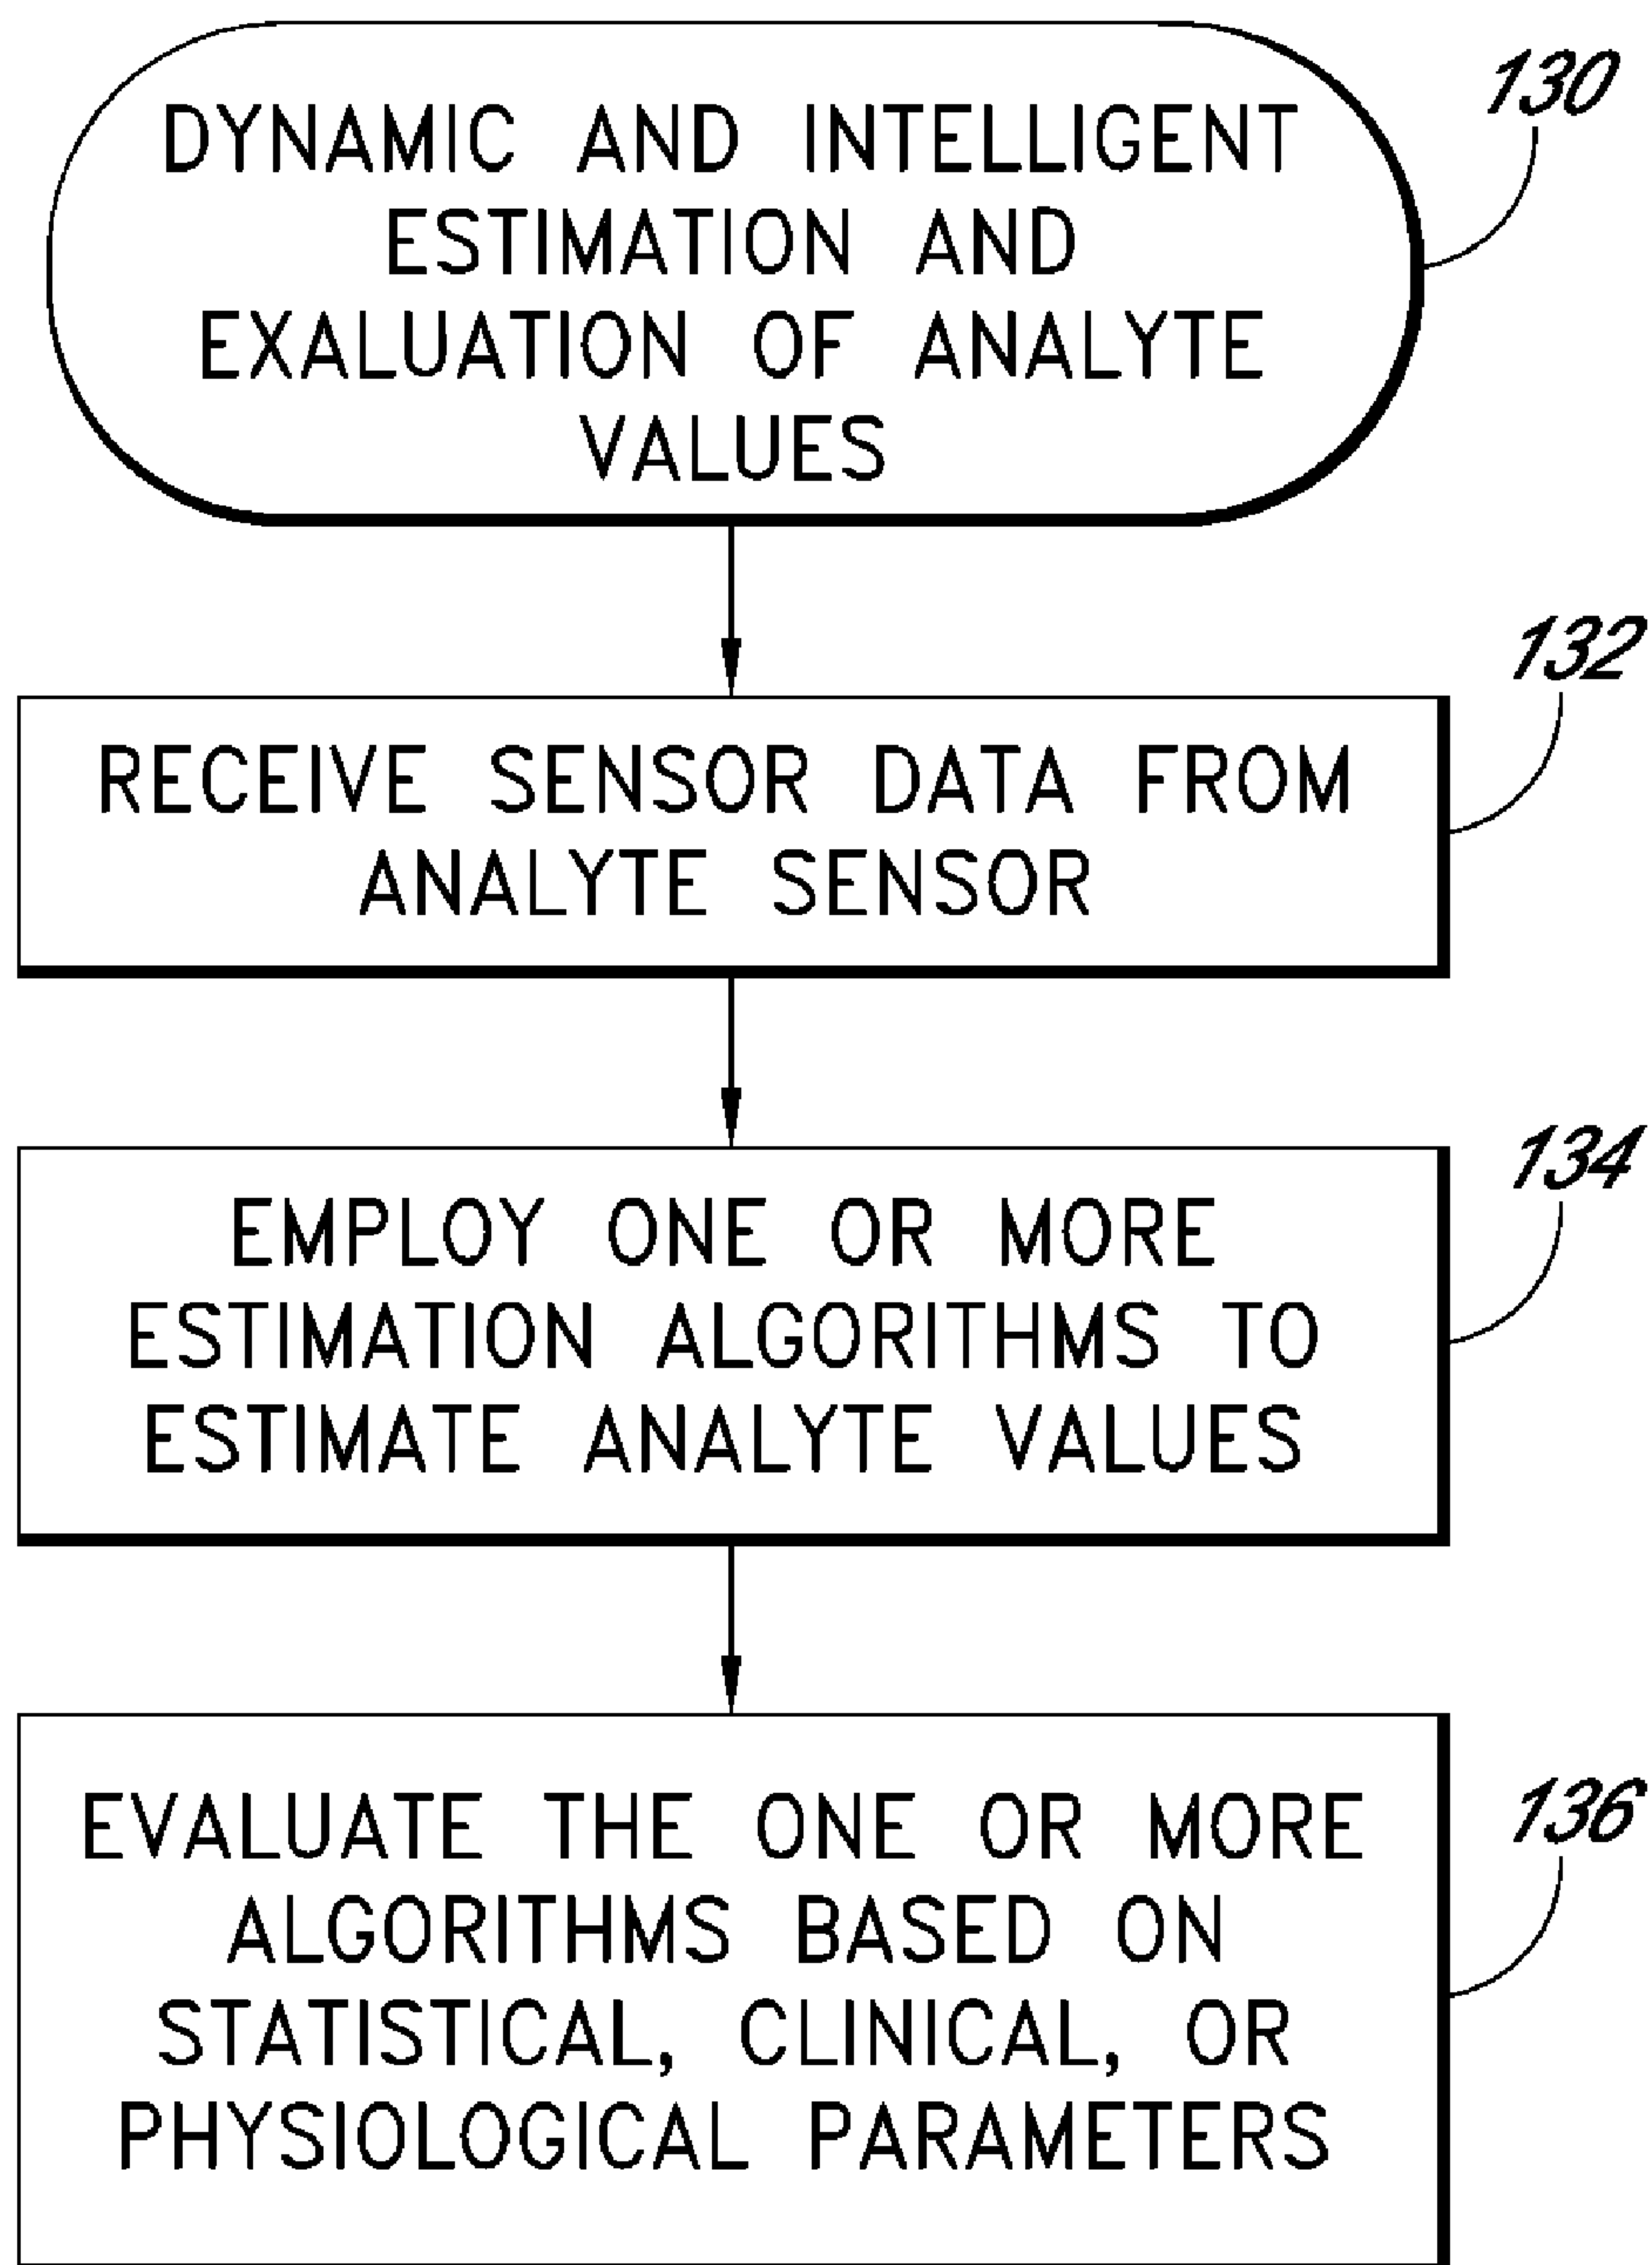 DYNAMIC AND INTELLIGENT
ESTIMATION AND
EXALUATION OF ANALYTE
VALUES
130
RECEIVE SENSOR DATA FROM
ANALYTE SENSOR
132
EMPLOY ONE OR MORE
ESTIMATION ALGORITHMS TO
ESTIMATE ANALYTE VALUES
134
EVALUATE THE ONE OR MORE
ALGORITHMS BASED ON
STATISTICAL, CLINICAL, OR
PHYSIOLOGICAL PARAMETERS
136